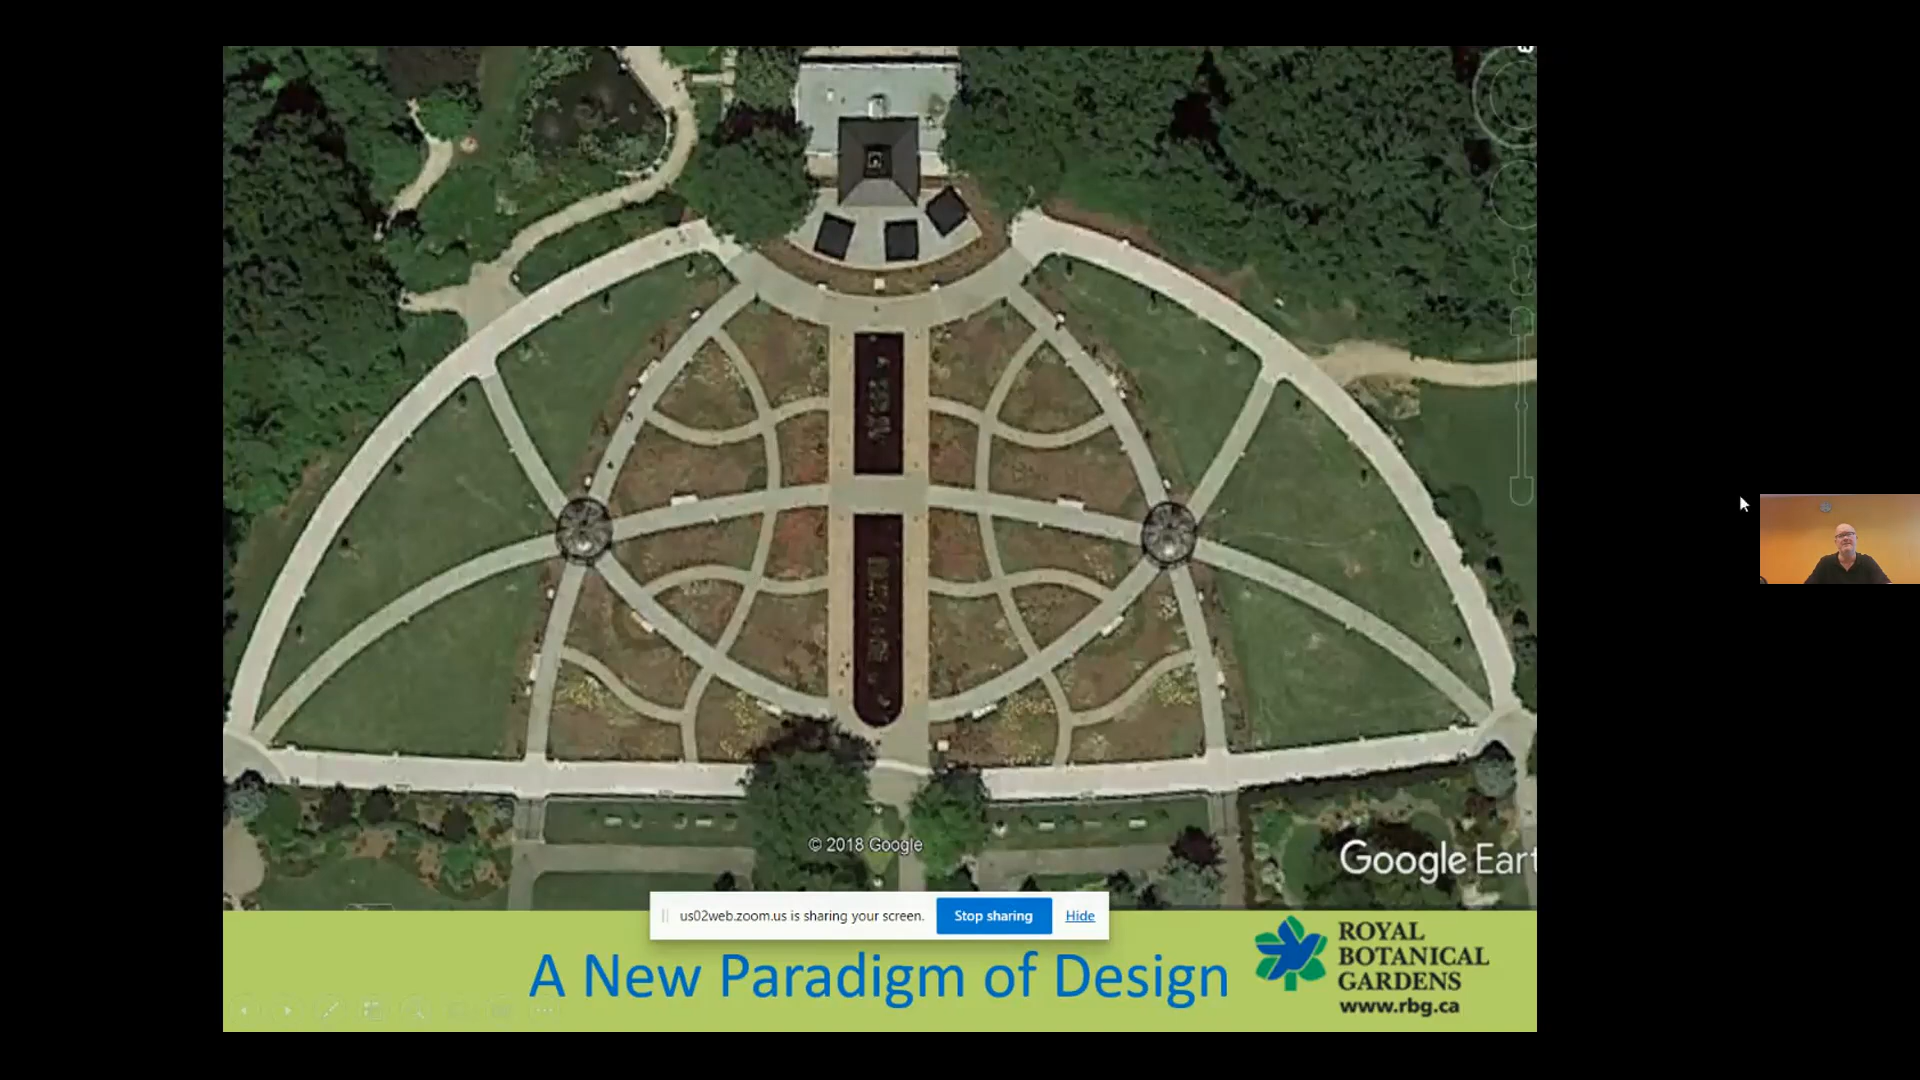 © 2018 Google
Google Eart
us02web.zoom.us is sharing your screen.
Stop sharing
Hide
A New Paradigm of Design
ROYAL
BOTANICAL
GARDENS
www.rbg.ca